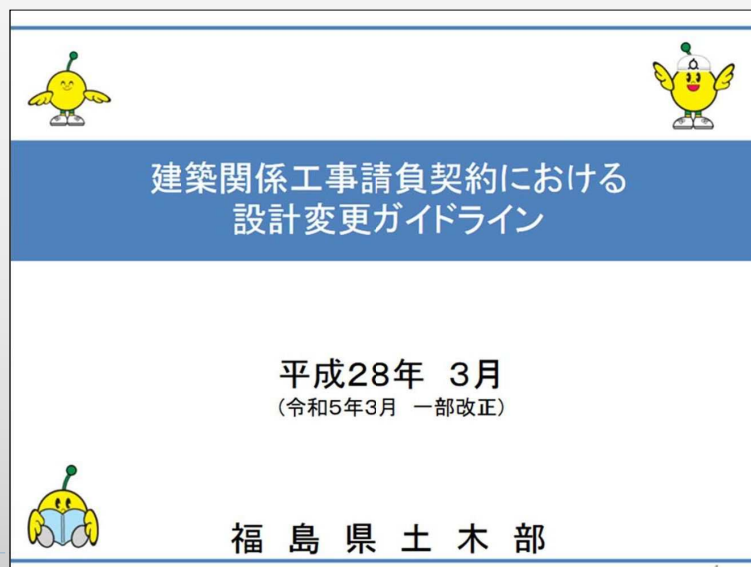 建築関係工事請負契約における
設計変更ガイドライン
平成28年 3月
(令和5年3月 一部改正)
福島県土木部